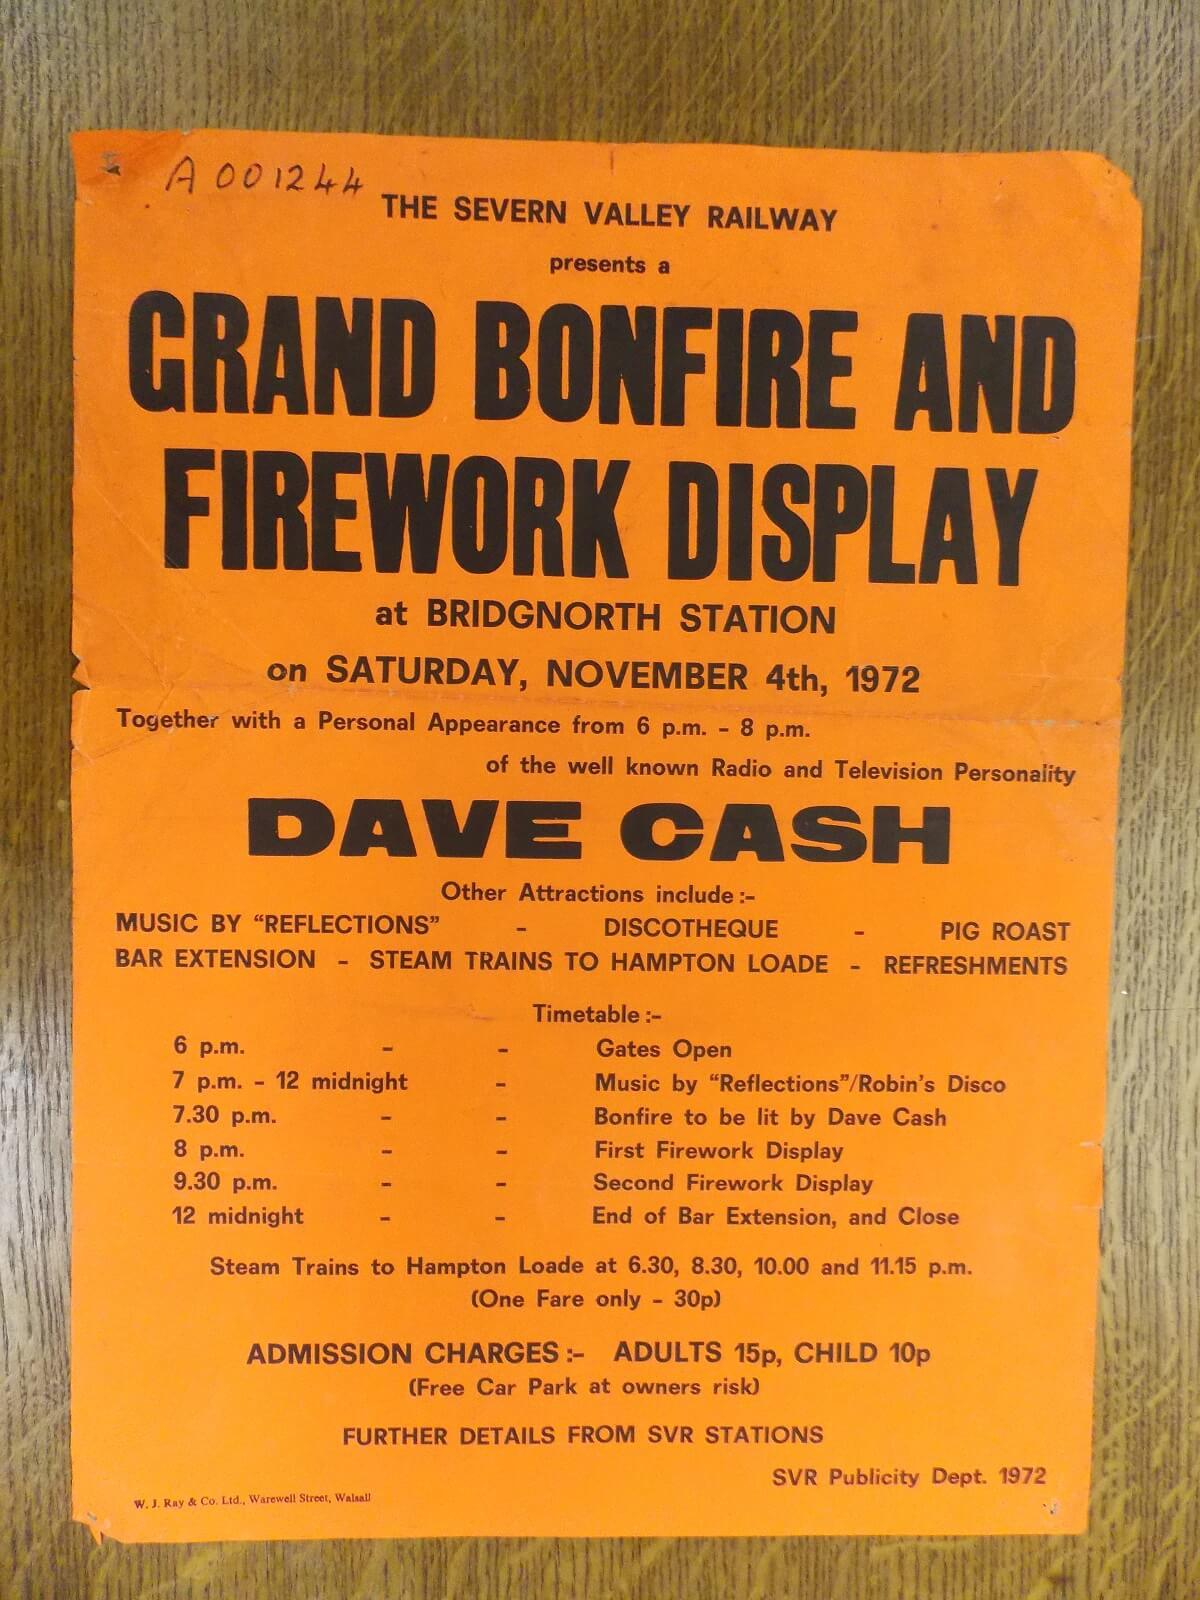 A 001244
THE SEVERN VALLEY RAILWAY
presents a
GRAND BONFIRE AND
FIREWORK DISPLAY
at BRIDGNORTH STATION
on SATURDAY, NOVEMBER 4th, 1972
Together with a Personal Appearance from 6 p.m. - 8 p.m.
of the well known Radio and Television Personality
DAVE CASH
Other Attractions include :-
MUSIC BY “REFLECTIONS” - DISCOTHEQUE - PIG ROAST
BAR EXTENSION - STEAM TRAINS TO HAMPTON LOADE - REFRESHMENTS
Timetable :-
6 p.m. - - Gates Open
7 p.m. - 12 midnight - Music by “Reflections”/Robin’s Disco
7.30 p.m. - - Bonfire to be lit by Dave Cash
8 p.m. - - First Firework Display
9.30 p.m. - - Second Firework Display
12 midnight - - End of Bar Extension, and Close
Steam Trains to Hampton Loade at 6.30, 8.30, 10.00 and 11.15 p.m.
(One Fare only - 30p)
ADMISSION CHARGES :- ADULTS 15p, CHILD 10p
(Free Car Park at owners risk)
FURTHER DETAILS FROM SVR STATIONS
SVR Publicity Dept. 1972
W. J. Ray & Co. Ltd., Warewell Street, Walsall